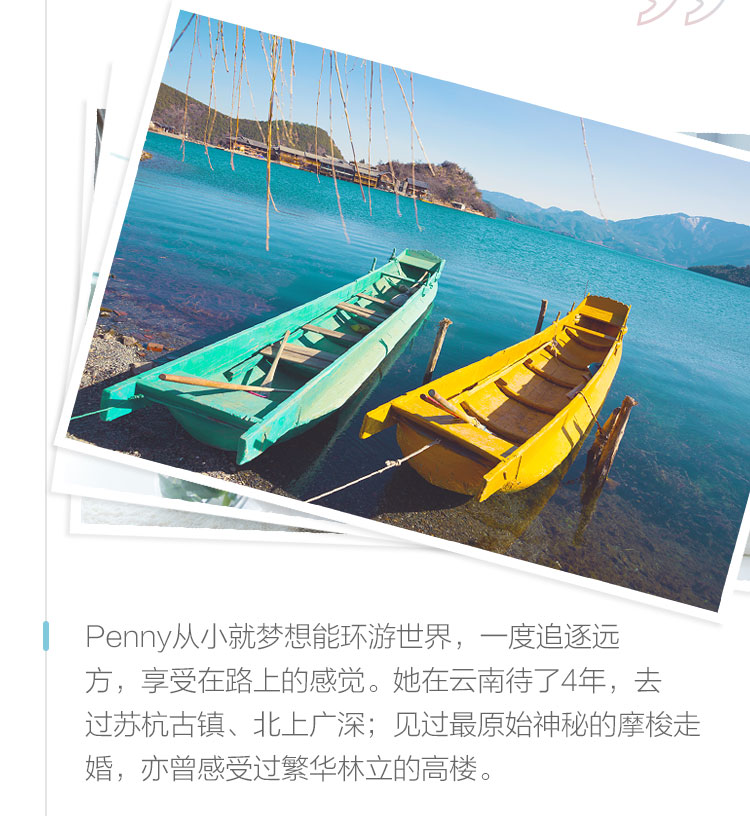 Penny从小就梦想能环游世界，一度追逐远
方，享受在路上的感觉。她在云南待了4年，去
过苏杭古镇、北上广深；见过最原始神秘的摩梭走
婚，亦曾感受过繁华林立的高楼。